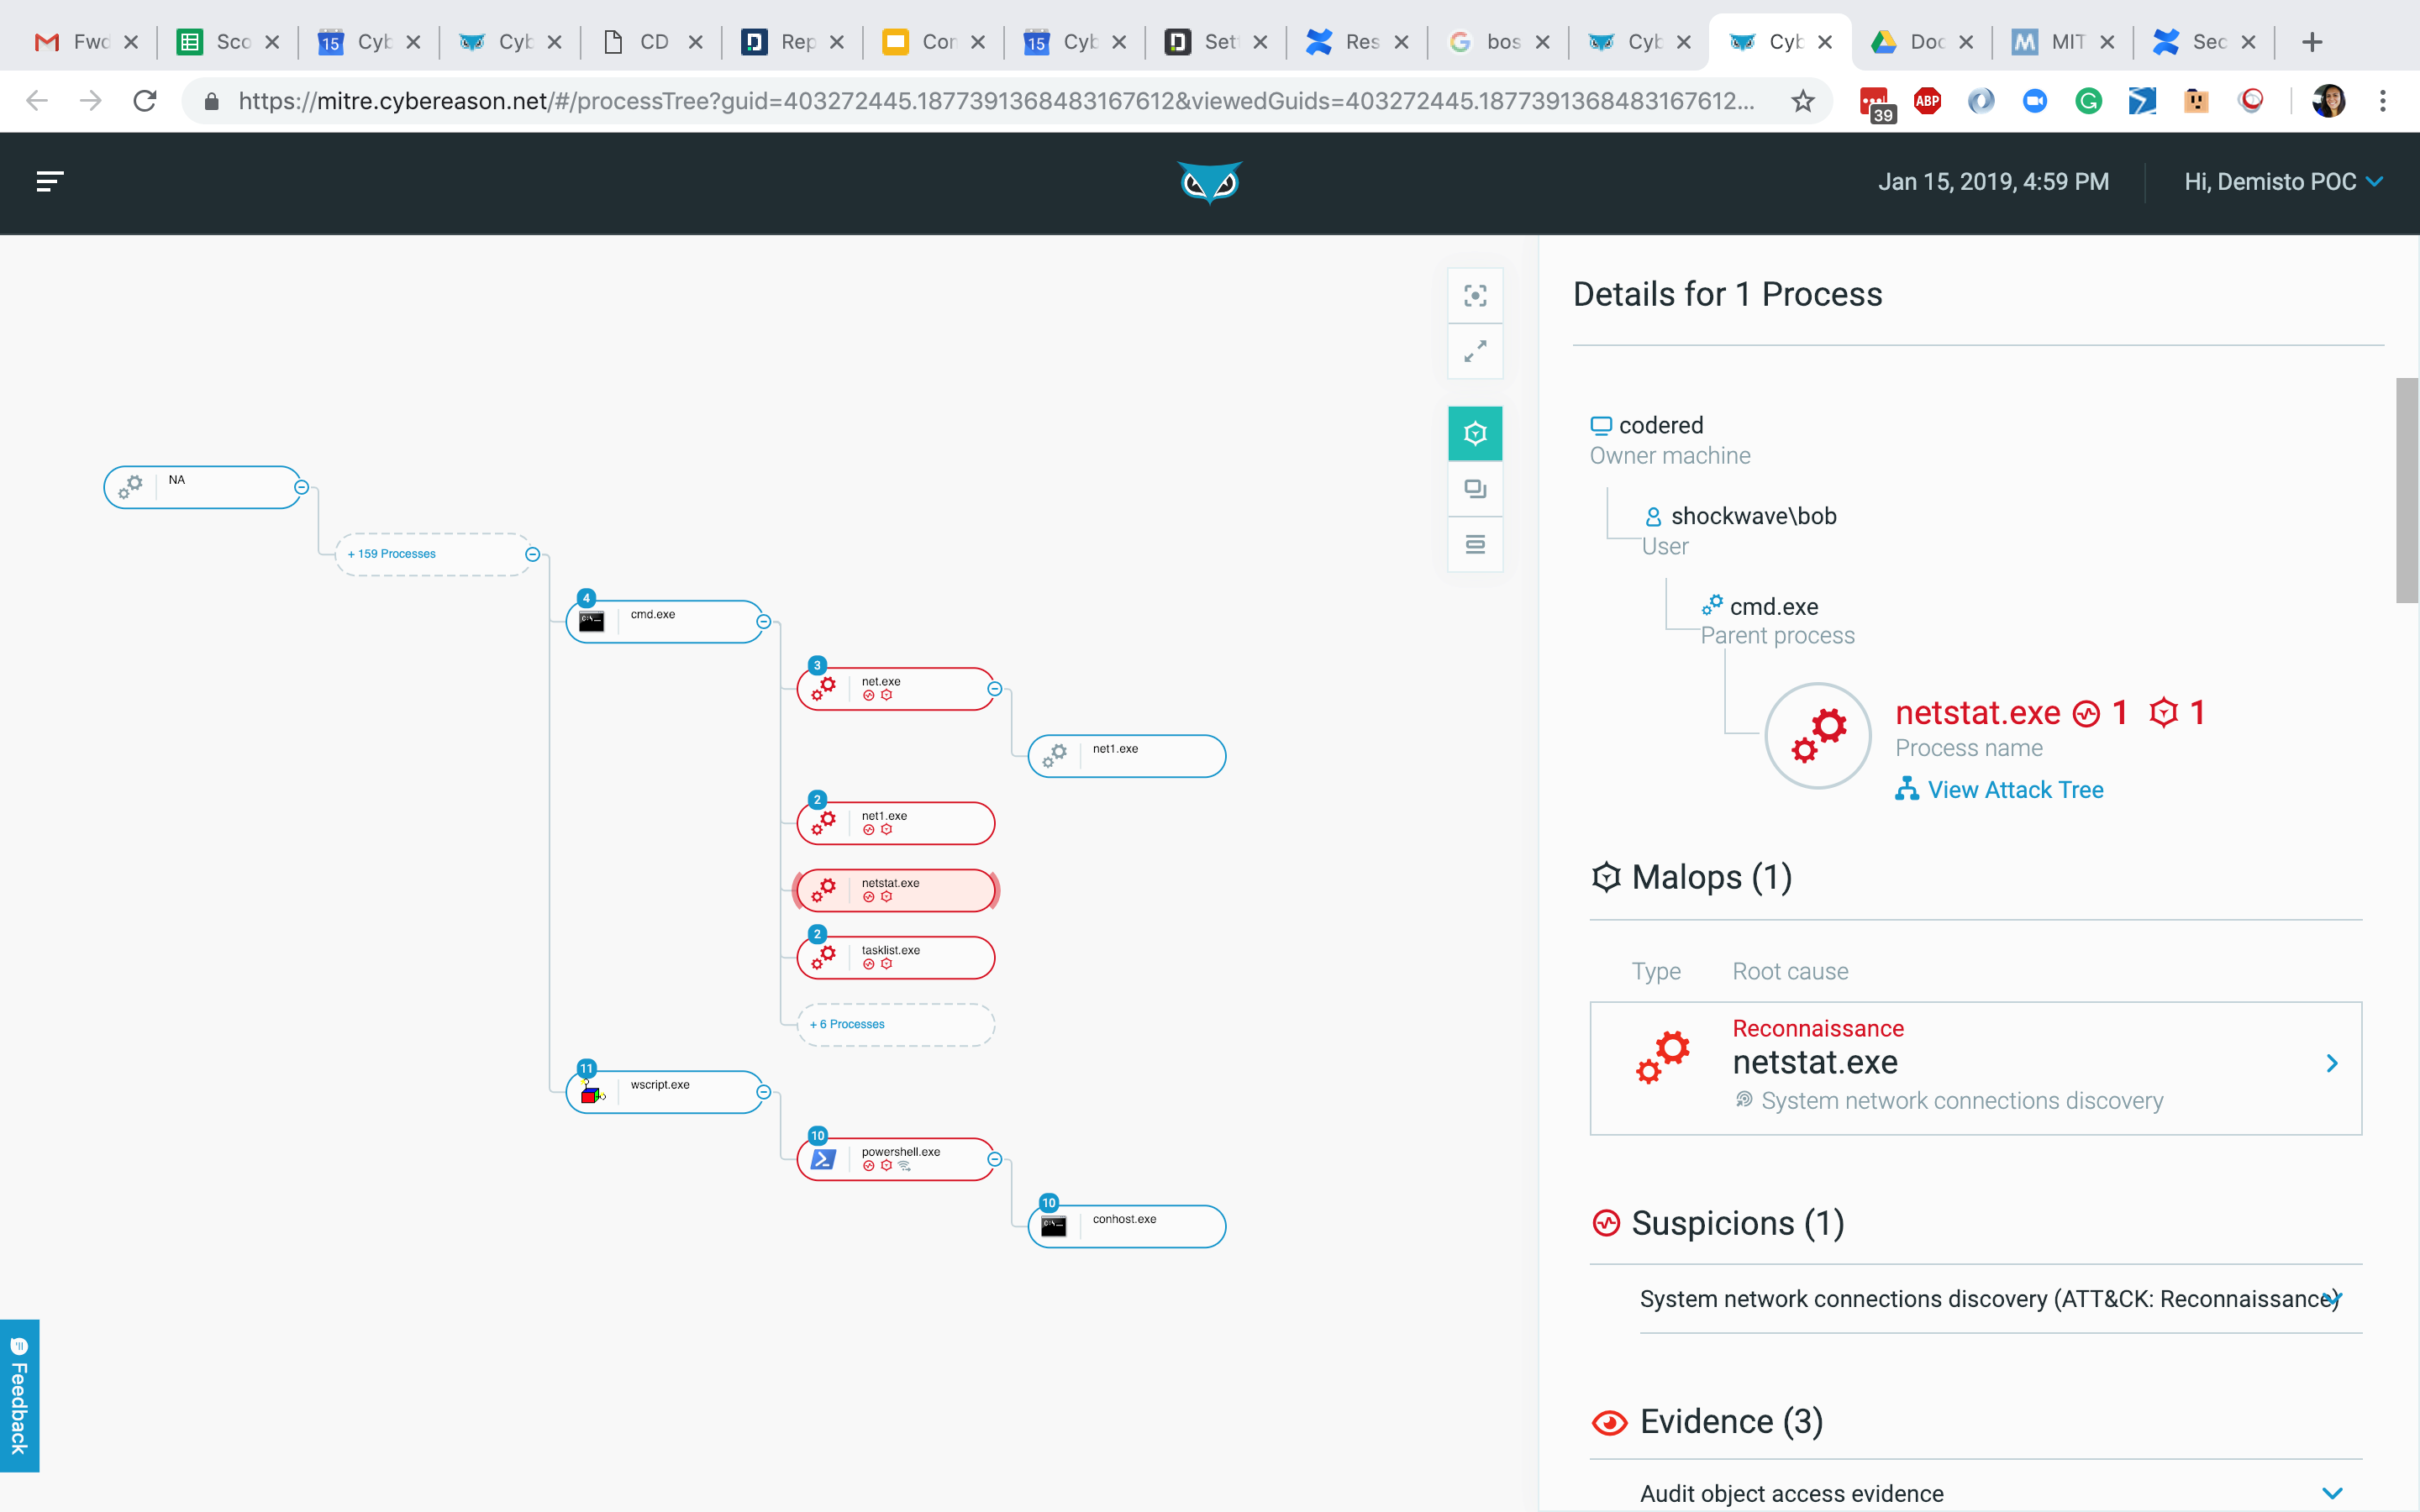 Fwd
Sco
15
Cyb
Cyb
CD
Rep
Con
15
Cyb
Set
Res
bos
Cyb
Cyb
Doc
MIT
Sec
https://mitre.cybereason.net/#/processTree?guid=403272445.1877391368483167612&viewedGuids=403272445.1877391368483167612...
39
ABP
Jan 15, 2019, 4:59 PM
Hi, Demisto POC
NA
+ 159 Processes
4
cmd.exe
3
net.exe
net1.exe
2
net1.exe
netstat.exe
2
tasklist.exe
+ 6 Processes
11
wscript.exe
10
powershell.exe
10
conhost.exe
Feedback
Details for 1 Process
codered
Owner machine
shockwave\bob
User
cmd.exe
Parent process
netstat.exe 1 1
Process name
View Attack Tree
Malops (1)
Type Root cause
Reconnaissance
netstat.exe
System network connections discovery
Suspicions (1)
System network connections discovery (ATT&CK: Reconnaissance)
Evidence (3)
Audit object access evidence